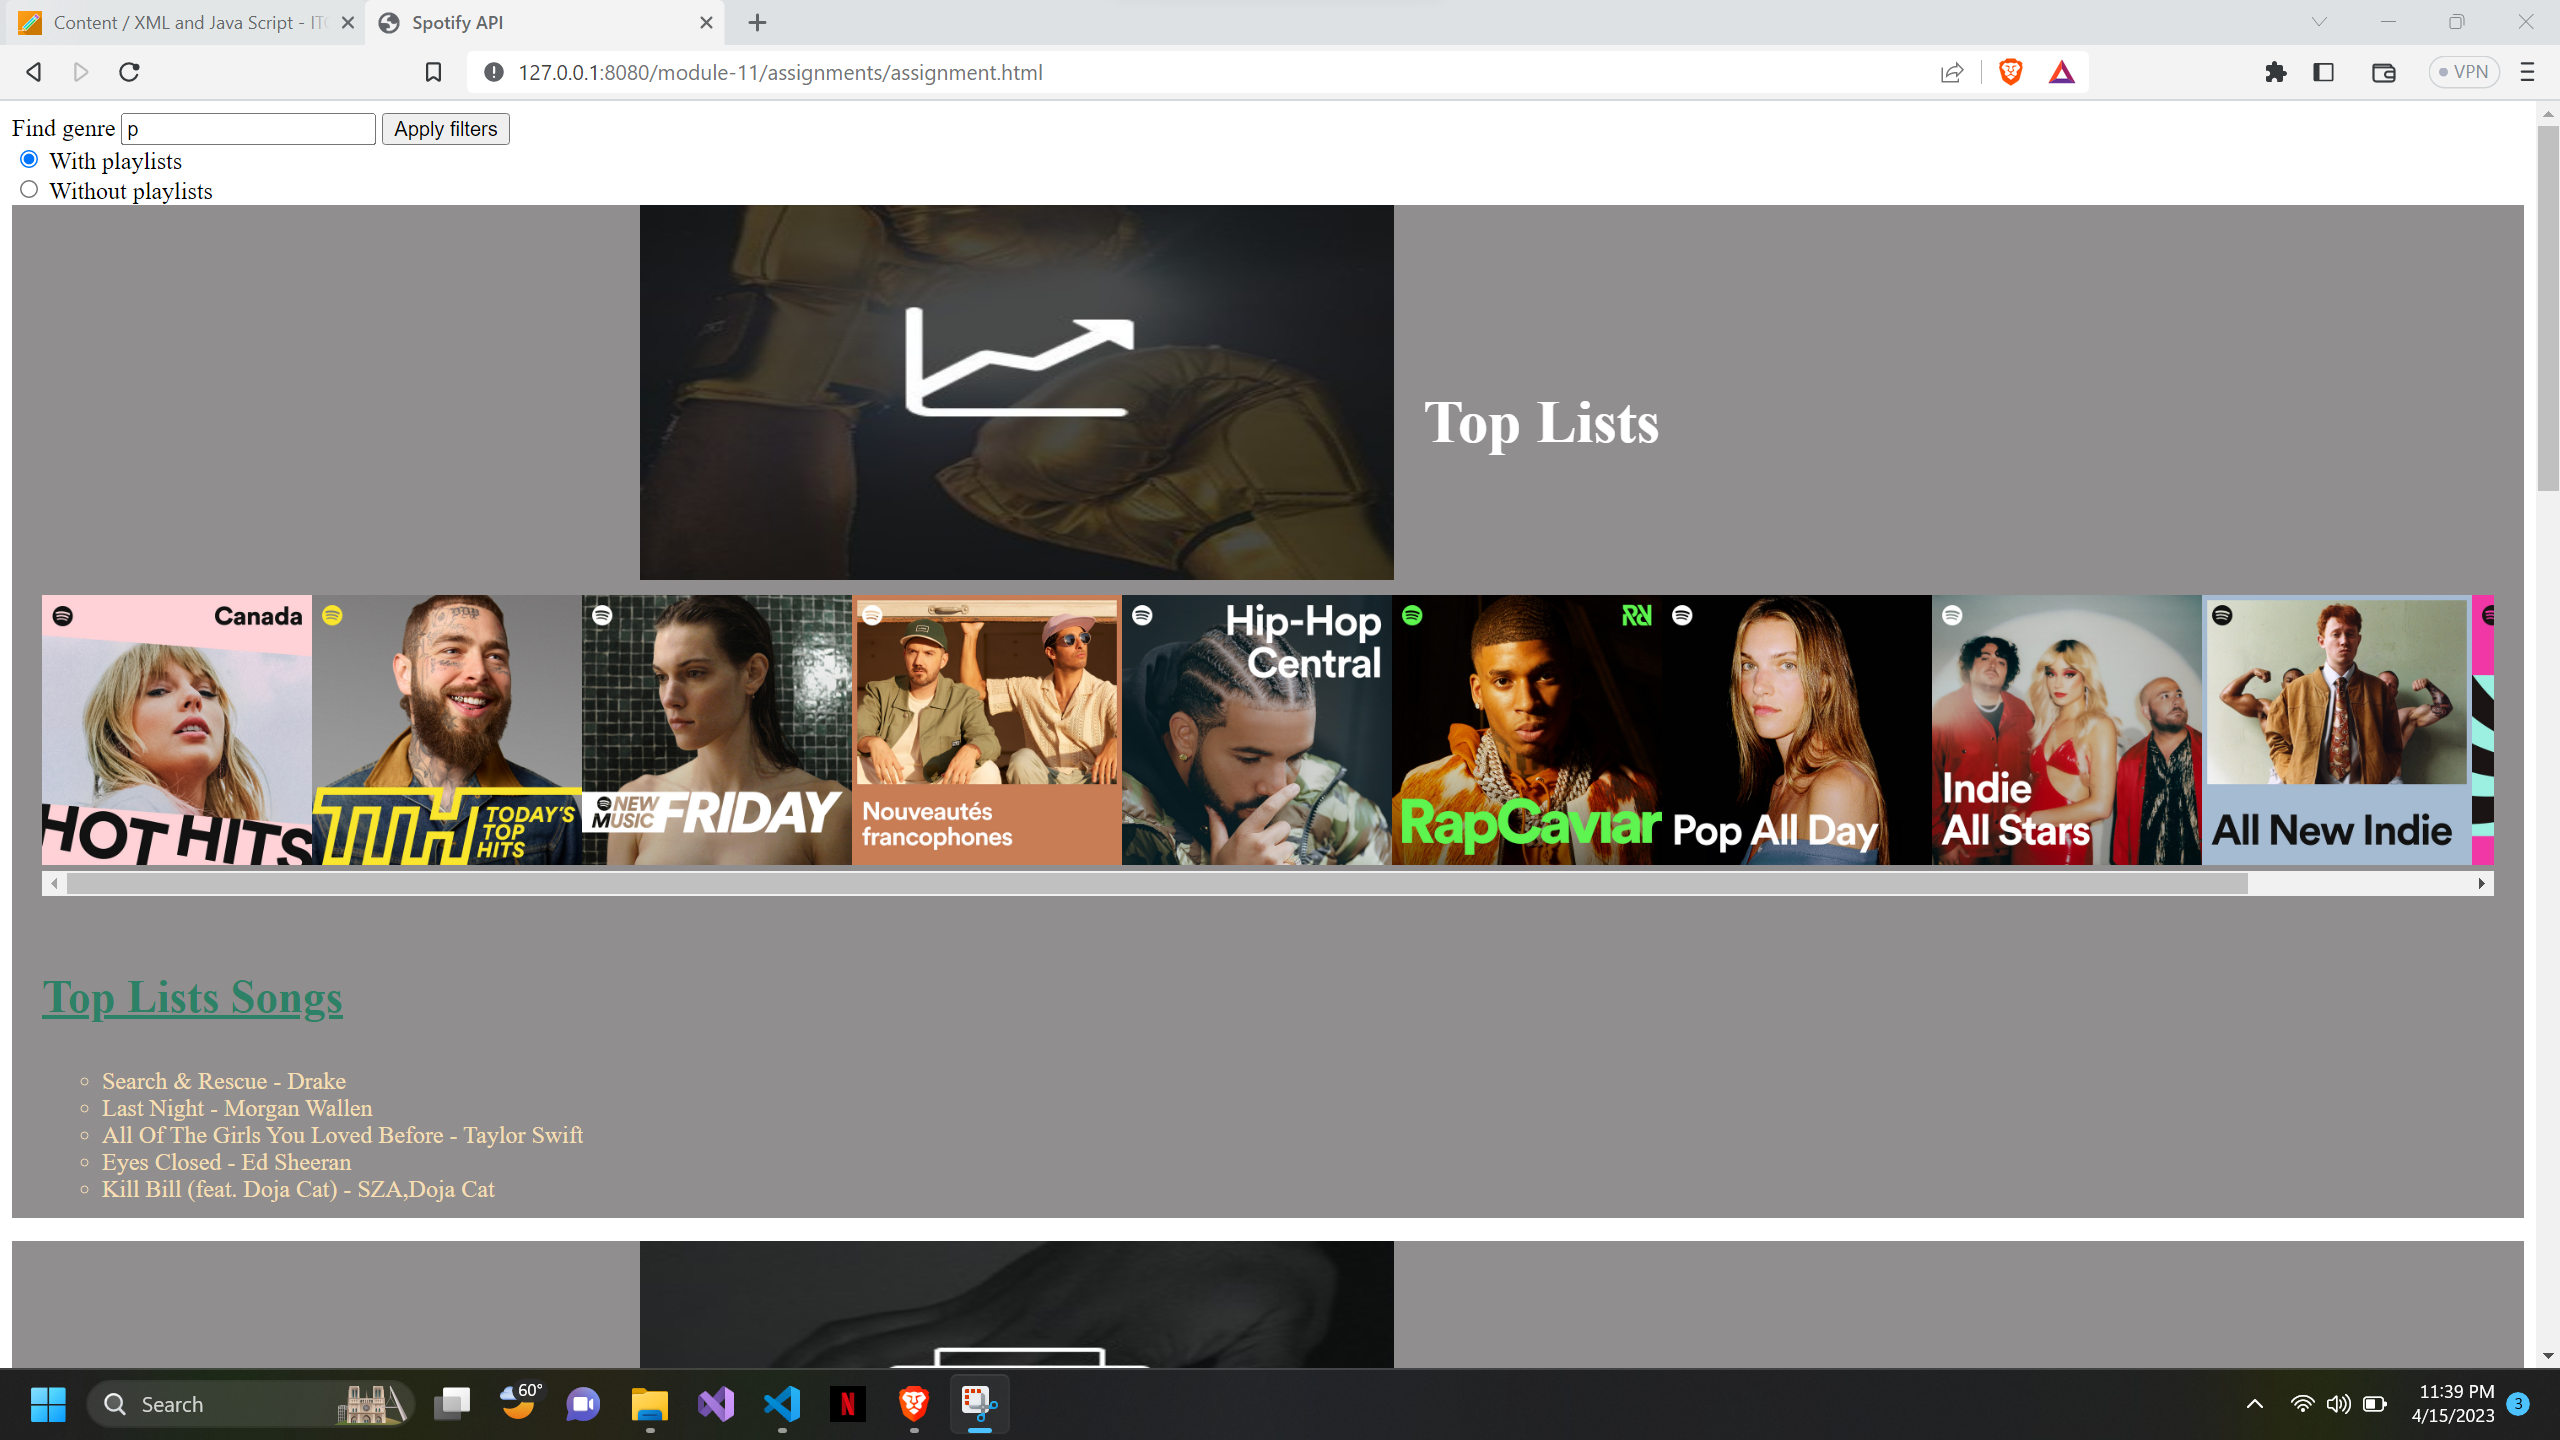 Content / XML and Java Script - IT
Spotify API
127.0.0.1:8080/module-11/assignments/assignment.html
VPN
Find genre p Apply filters
With playlists
Without playlists
Top Lists
Canada
HOT HITS
TTH TODAY'S TOP HITS
NEW MUSIC FRIDAY
Nouveautés
francophones
Hip-Hop
Central
RapCaviar
Pop All Day
Indie
All Stars
All New Indie
Top Lists Songs
Search & Rescue - Drake
Last Night - Morgan Wallen
All Of The Girls You Loved Before - Taylor Swift
Eyes Closed - Ed Sheeran
Kill Bill (feat. Doja Cat) - SZA,Doja Cat
Search
60°
N
11:39 PM
4/15/2023
3